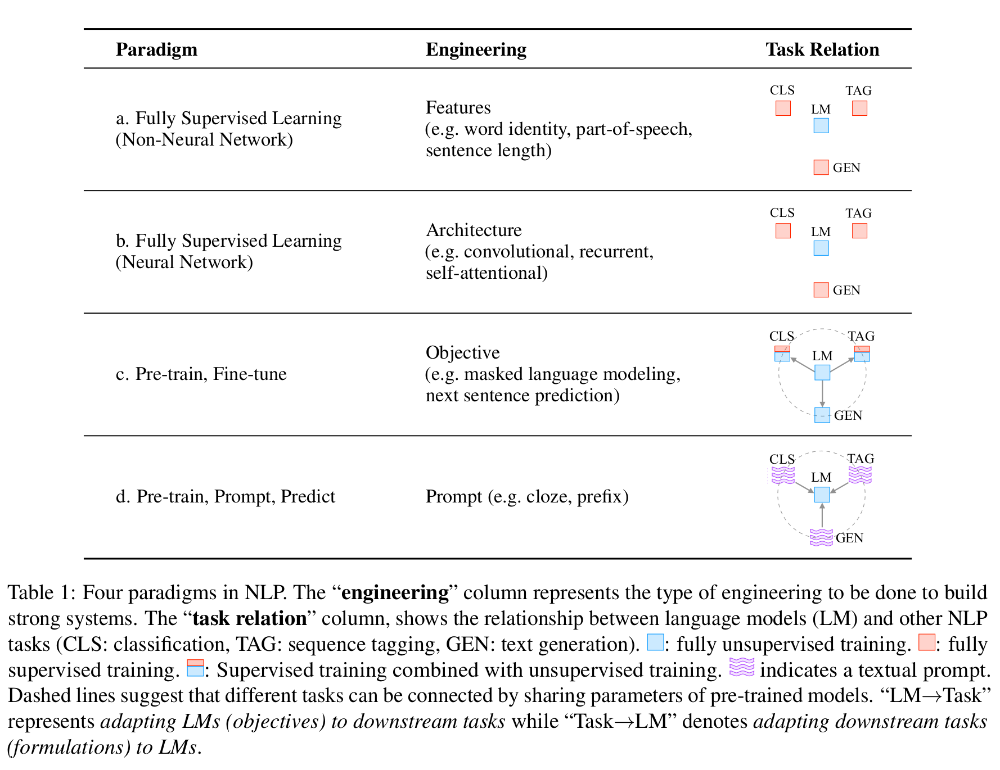 Paradigm Engineering Task Relation
a. Fully Supervised Learning
(Non-Neural Network)
Features
(e.g. word identity, part-of-speech,
sentence length)
CLS TAG
LM
GEN
b. Fully Supervised Learning
(Neural Network)
Architecture
(e.g. convolutional, recurrent,
self-attentional)
CLS TAG
LM
GEN
c. Pre-train, Fine-tune
Objective
(e.g. masked language modeling,
next sentence prediction)
CLS TAG
LM
GEN
d. Pre-train, Prompt, Predict
Prompt (e.g. cloze, prefix)
CLS TAG
LM
GEN
Table 1: Four paradigms in NLP. The “engineering” column represents the type of engineering to be done to build
strong systems. The “task relation” column, shows the relationship between language models (LM) and other NLP
tasks (CLS: classification, TAG: sequence tagging, GEN: text generation). : fully unsupervised training. : fully
supervised training. : Supervised training combined with unsupervised training. indicates a textual prompt.
Dashed lines suggest that different tasks can be connected by sharing parameters of pre-trained models. “LM→Task”
represents adapting LMs (objectives) to downstream tasks while “Task→LM” denotes adapting downstream tasks
(formulations) to LMs.